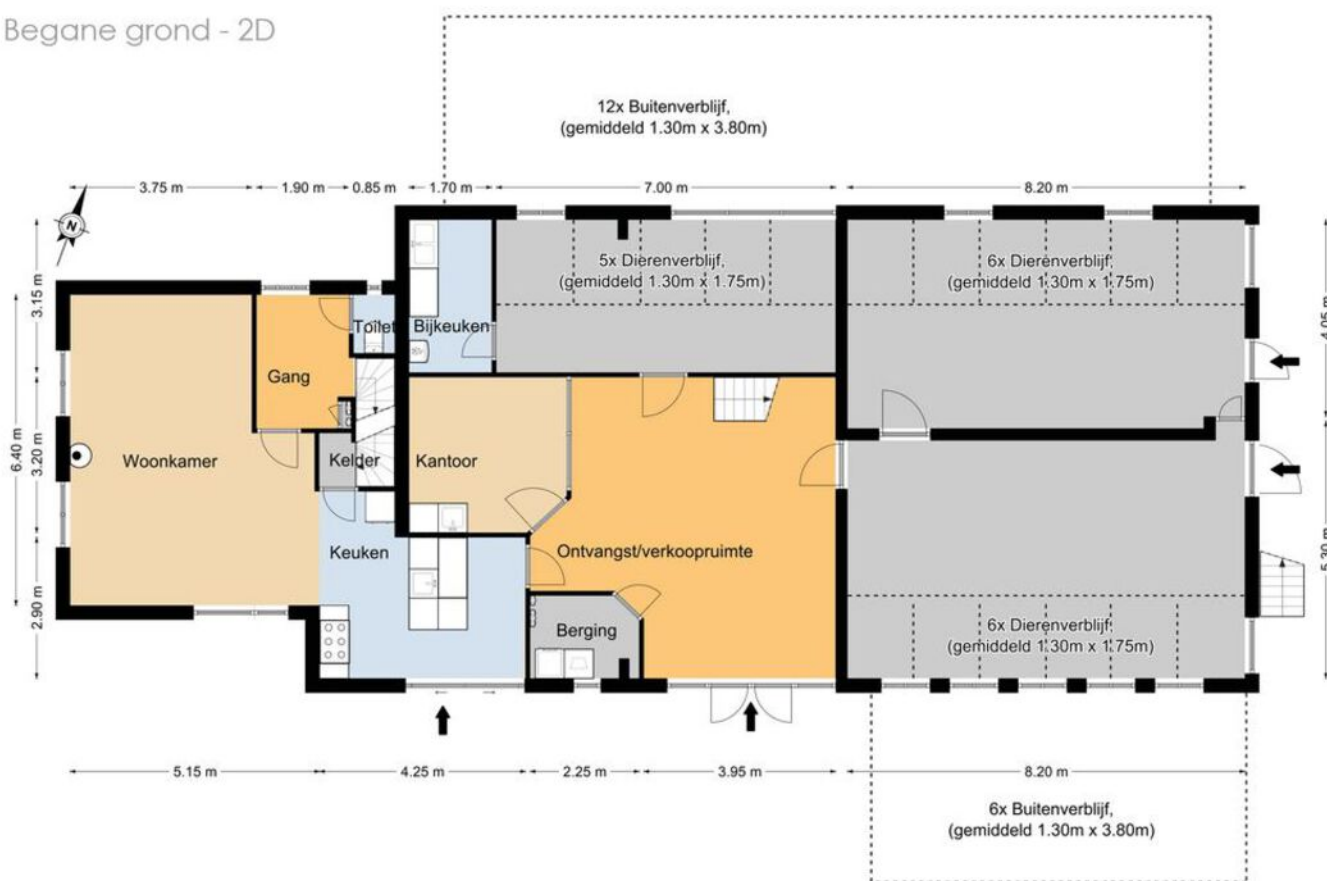 Begane grond - 2D
12x Buitenverblijf,
(gemiddeld 1.30m x 3.80m)
3.75 m
1.90 m
0.85 m
1.70 m
7.00 m
8.20 m
N
3.15 m
5x Dierenverblijf,
(gemiddeld 1.30m x 1.75m)
6x Dierenverblijf,
(gemiddeld 1.30m x 1.75m)
4.05 m
Toilet
Bijkeuken
Gang
6.40 m
3.20 m
Woonkamer
Kelder
Kantoor
Keuken
Ontvangst/verkoopruimte
5.30 m
2.90 m
Berging
6x Dierenverblijf,
(gemiddeld 1.30m x 1.75m)
5.15 m
4.25 m
2.25 m
3.95 m
8.20 m
6x Buitenverblijf,
(gemiddeld 1.30m x 3.80m)